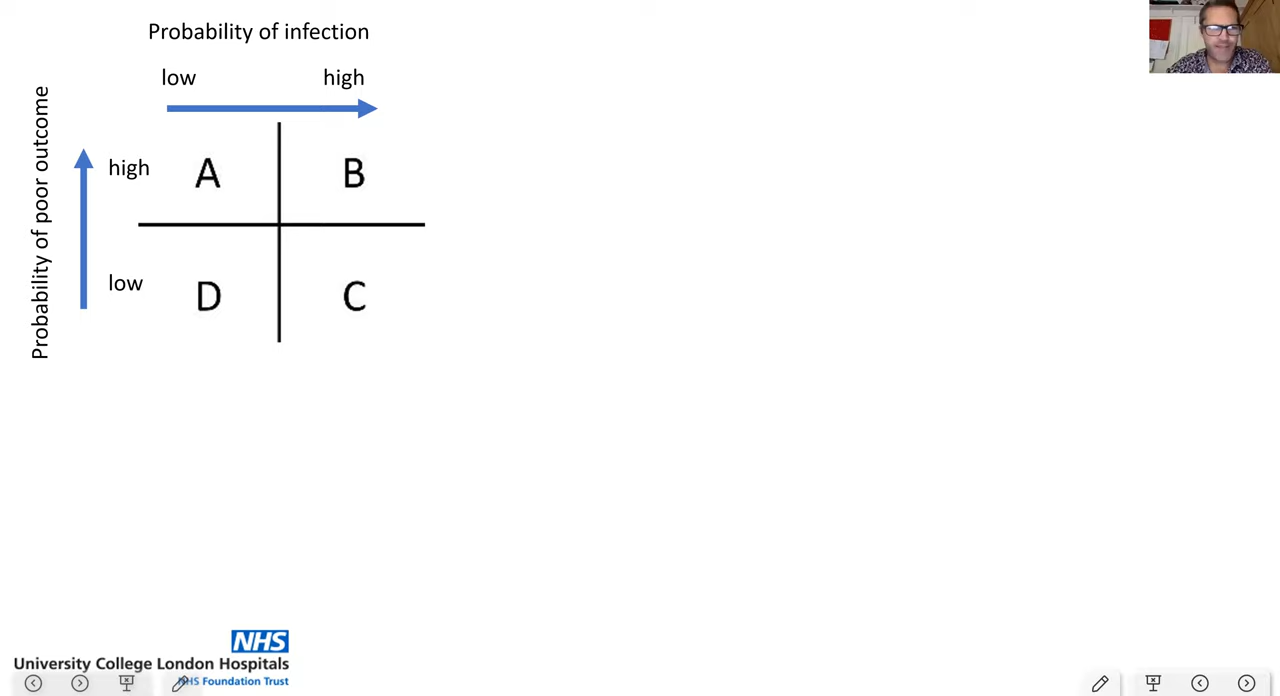 Probability of infection
low high
Probability of poor outcome
high A B
low D C
NHS
University College London Hospitals
NHS Foundation Trust